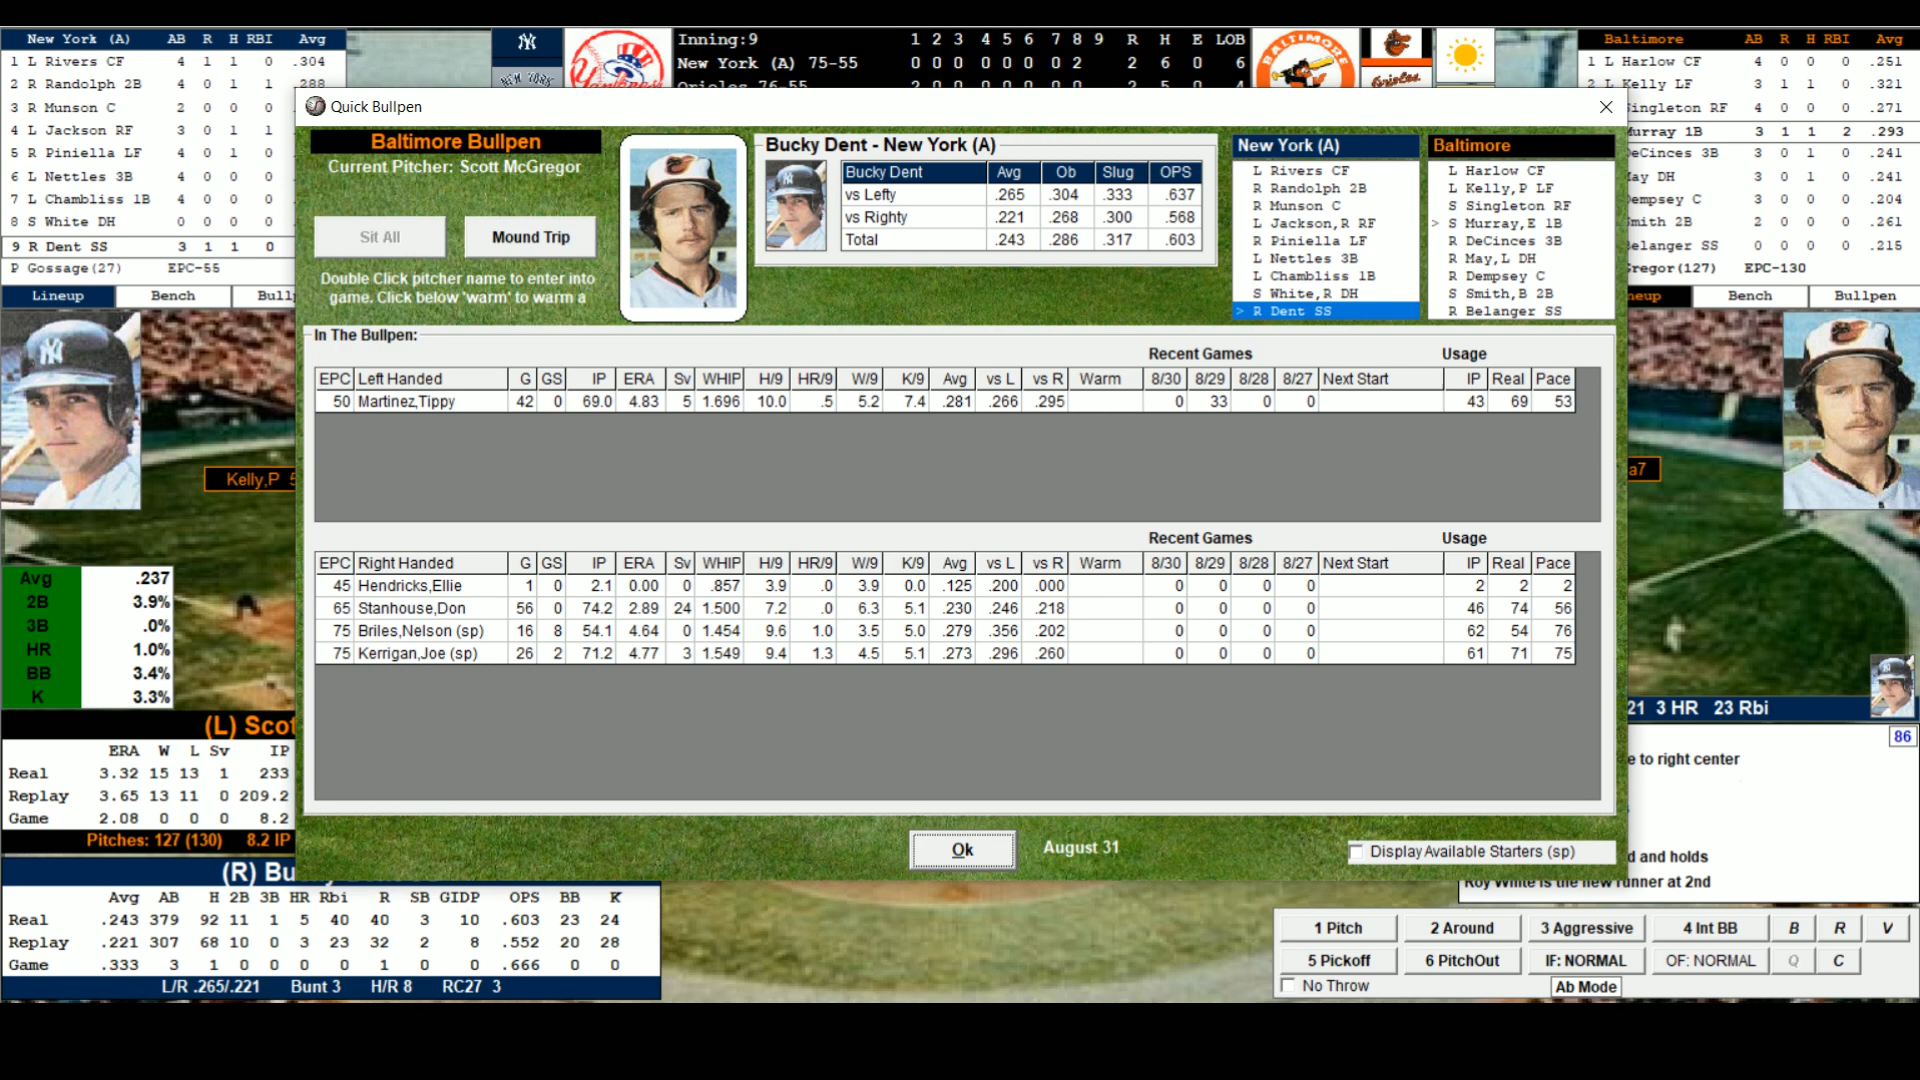 New York (A) AB R H RBI Avg
1 L Rivers CF 4 1 1 0 .304
2 R Randolph 2B 4 0 1 1 .288
3 R Munson C 2 0 0 0
4 L Jackson RF 3 0 1 1
5 R Piniella LF 4 0 1 0
6 L Nettles 3B 4 0 0 0
7 L Chambliss 1B 4 0 0 0
8 S White DH 0 0 0 0
9 R Dent SS 3 1 1 0
P Gossage(27) EPC-55
Lineup Bench
NEW YORK
Yankees
Inning:9 1 2 3 4 5 6 7 8 9 R H E LOB
New York (A) 75-55 0 0 0 0 0 0 0 2 2 6 0 6
Orioles 76-55
BALTIMORE
Orioles
Baltimore AB R H RBI Avg
1 L Harlow CF 4 0 0 0 .251
2 L Kelly LF 3 1 1 0 .321
Singleton RF 4 0 0 0 .271
Murray 1B 3 1 1 2 .293
DeCinces 3B 3 0 1 0 .241
May DH 3 0 1 0 .241
Dempsey C 3 0 0 0 .204
Smith 2B 2 0 0 0 .261
Belanger SS 0 0 0 0 .215
Gregor(127) EPC-130
Bench Bullpen
Quick Bullpen
Baltimore Bullpen
Current Pitcher: Scott McGregor
Sit All Mound Trip
Double Click pitcher name to enter into
game. Click below 'warm' to warm a
Bucky Dent - New York (A)
Bucky Dent Avg Ob Slug OPS
vs Lefty .265 .304 .333 .637
vs Righty .221 .268 .300 .568
Total .243 .286 .317 .603
New York (A)
L Rivers CF
R Randolph 2B
R Munson C
L Jackson,R RF
R Piniella LF
L Nettles 3B
L Chambliss 1B
S White,R DH
> R Dent SS
Baltimore
L Harlow CF
L Kelly,P LF
S Singleton RF
> S Murray,E 1B
R DeCinces 3B
R May,L DH
R Dempsey C
S Smith,B 2B
R Belanger SS
In The Bullpen:
Recent Games Usage
EPC Left Handed G GS IP ERA Sv WHIP H/9 HR/9 W/9 K/9 Avg vs L vs R Warm 8/30 8/29 8/28 8/27 Next Start IP Real Pace
50 Martinez,Tippy 42 0 69.0 4.83 5 1.696 10.0 .5 5.2 7.4 .281 .266 .295 0 33 0 0 43 69 53
Recent Games Usage
EPC Right Handed G GS IP ERA Sv WHIP H/9 HR/9 W/9 K/9 Avg vs L vs R Warm 8/30 8/29 8/28 8/27 Next Start IP Real Pace
45 Hendricks,Ellie 1 0 2.1 0.00 0 .857 3.9 .0 3.9 0.0 .125 .200 .000 0 0 0 0 2 2 2
65 Stanhouse,Don 56 0 74.2 2.89 24 1.500 7.2 .0 6.3 5.1 .230 .246 .218 0 0 0 0 46 74 56
75 Briles,Nelson (sp) 16 8 54.1 4.64 0 1.454 9.6 1.0 3.5 5.0 .279 .356 .202 0 0 0 0 62 54 76
75 Kerrigan,Joe (sp) 26 2 71.2 4.77 3 1.549 9.4 1.3 4.5 5.1 .273 .296 .260 0 0 0 0 61 71 75
Ok August 31 Display Available Starters (sp)
Kelly,P
a7
Avg .237
2B 3.9%
3B .0%
HR 1.0%
BB 3.4%
K 3.3%
(L) Scot
ERA W L Sv IP
Real 3.32 15 13 1 233
Replay 3.65 13 11 0 209.2
Game 2.08 0 0 0 8.2
Pitches: 127 (130) 8.2 IP
(R) Bu
Avg AB H 2B 3B HR Rbi R SB GIDP OPS BB K
Real .243 379 92 11 1 5 40 40 3 10 .603 23 24
Replay .221 307 68 10 0 3 23 32 2 8 .552 20 28
Game .333 3 1 0 0 0 0 1 0 0 .666 0 0
L/R .265/.221 Bunt 3 H/R 8 RC27 3
21 3 HR 23 Rbi
86
e to right center
d and holds
Roy White is the new runner at 2nd
1 Pitch 2 Around 3 Aggressive 4 Int BB B R V
5 Pickoff 6 PitchOut IF: NORMAL OF: NORMAL Q C
No Throw Ab Mode